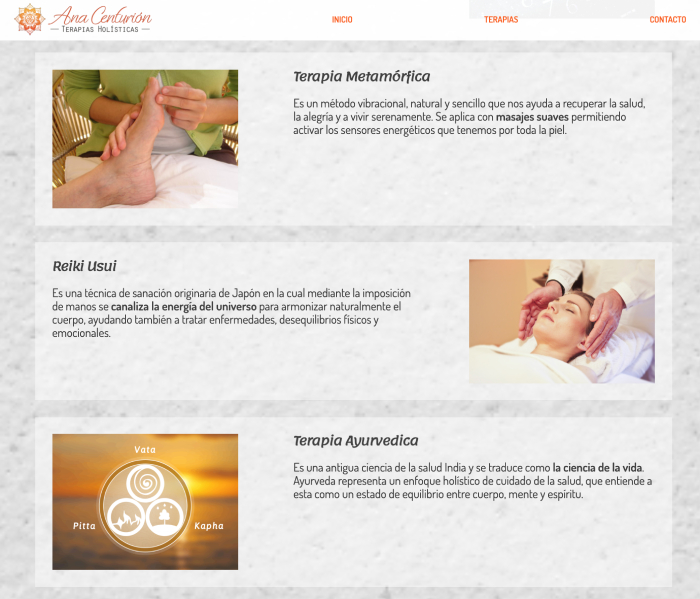 Ana Centurión
TERAPIAS HOLÍSTICAS
INICIO
TERAPIAS
CONTACTO
Terapia Metamórfica
Es un método vibracional, natural y sencillo que nos ayuda a recuperar la salud,
la alegría y a vivir serenamente. Se aplica con masajes suaves permitiendo
activar los sensores energéticos que tenemos por toda la piel.
Reiki Usui
Es una técnica de sanación originaria de Japón en la cual mediante la imposición
de manos se canaliza la energía del universo para armonizar naturalmente el
cuerpo, ayudando también a tratar enfermedades, desequilibrios físicos y
emocionales.
Vata
Pitta
Kapha
Terapia Ayurvedica
Es una antigua ciencia de la salud India y se traduce como la ciencia de la vida.
Ayurveda representa un enfoque holístico de cuidado de la salud, que entiende a
esta como un estado de equilibrio entre cuerpo, mente y espíritu.